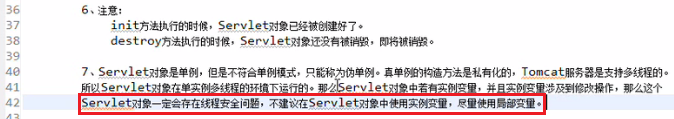 36 6、注意:
37 init方法执行的时候,Servlet对象已经被创建好了。
38 destroy方法执行的时候,Servlet对象还没有被销毁,即将被销毁。
39
40 7、Servlet对象是单例,但是不符合单例模式,只能称为伪单例。真单例的构造方法是私有化的,Tomcat服务器是支持多线程的。
41 所以Servlet对象在单实例多线程的环境下运行的。那么Servlet对象中若有实例变量,并且实例变量涉及到修改操作,那么这个
42 Servlet对象一定会存在线程安全问题,不建议在Servlet对象中使用实例变量,尽量使用局部变量。